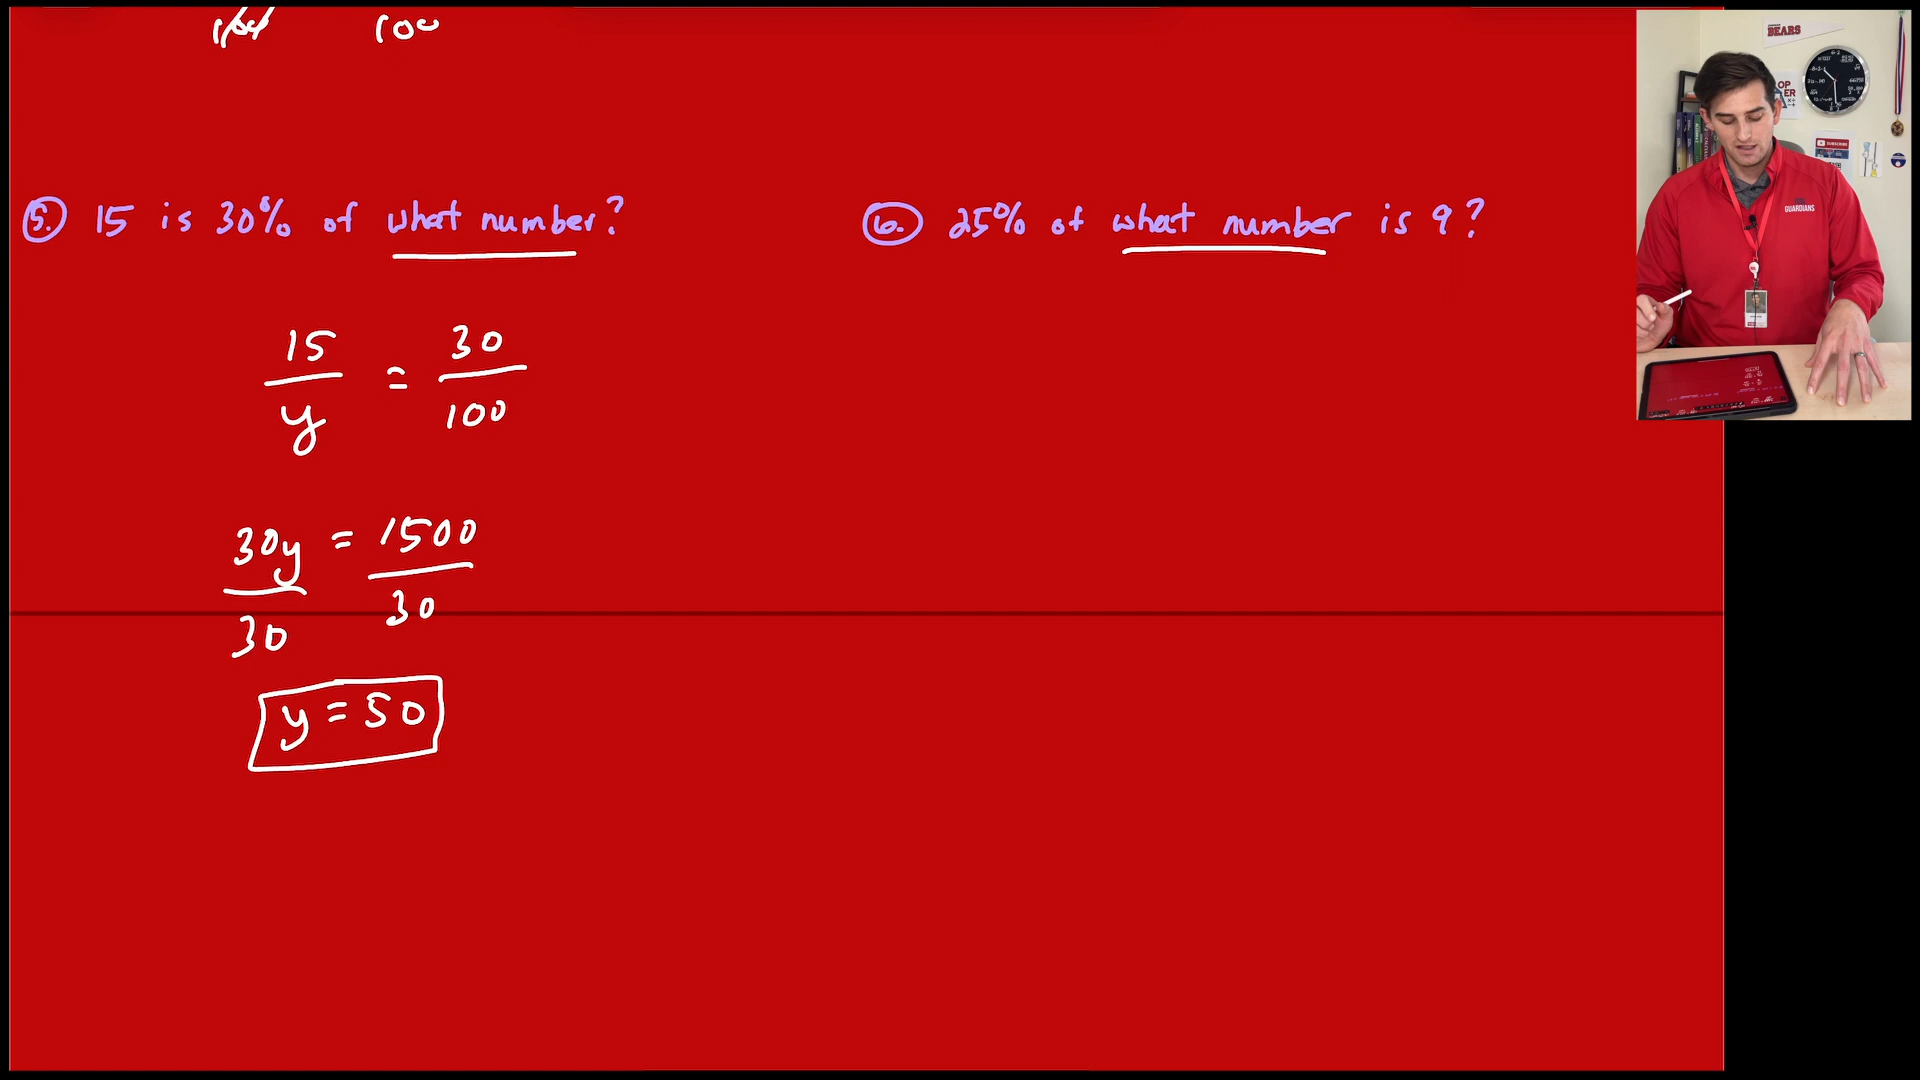 100
5. 15 is 30% of what number?
15/y = 30/100
30y/30 = 1500/30
y = 50
6. 25% of what number is 9?
BEARS
GUARDIANS
SUBSCRIBE